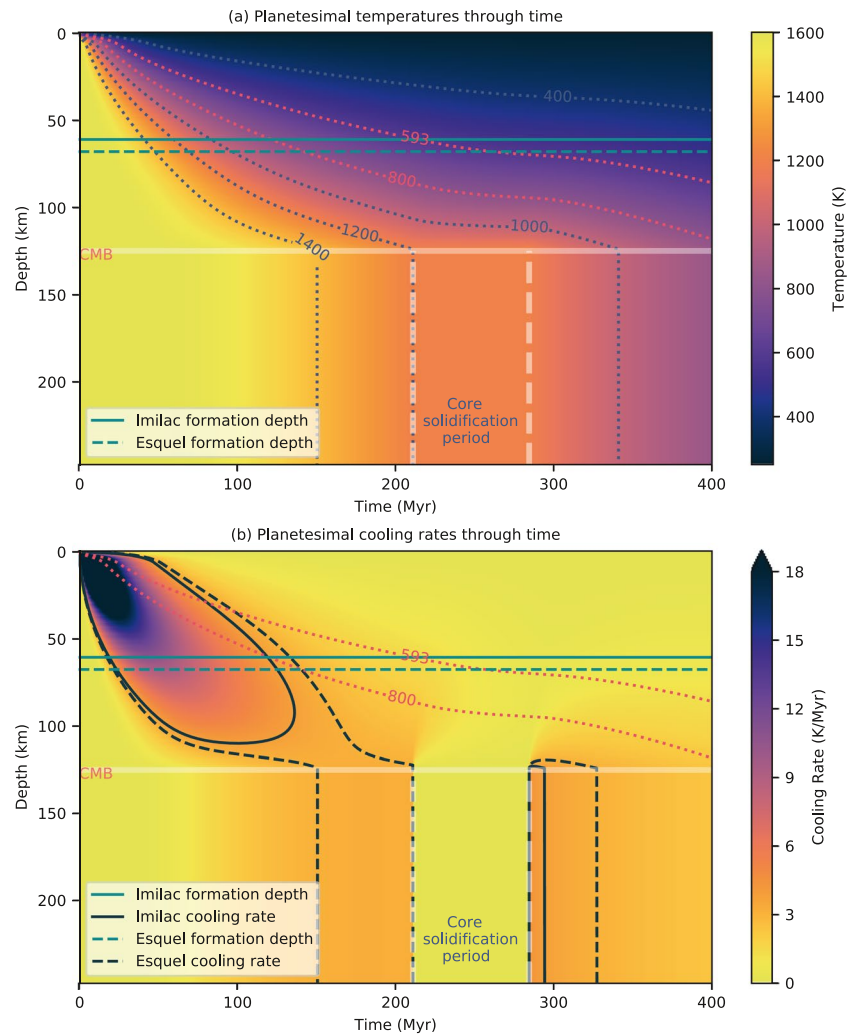 (a) Planetesimal temperatures through time
0
50
100
150
200
Depth (km)
400
593
800
1000
1200
1400
CMB
Core
solidification
period
Imilac formation depth
Esquel formation depth
0
100
200
300
400
Time (Myr)
1600
1400
1200
1000
800
600
400
Temperature (K)
(b) Planetesimal cooling rates through time
0
50
100
150
200
Depth (km)
593
800
CMB
Core
solidification
period
Imilac formation depth
Imilac cooling rate
Esquel formation depth
Esquel cooling rate
0
100
200
300
400
Time (Myr)
18
15
12
9
6
3
0
Cooling Rate (K/Myr)